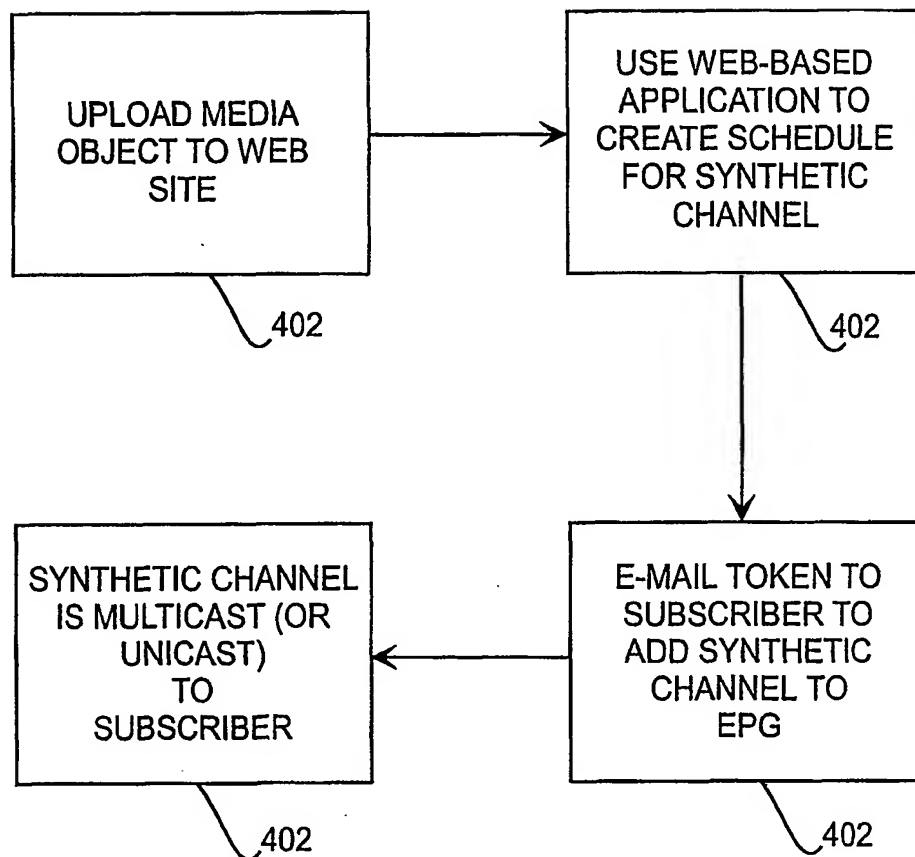 UPLOAD MEDIA
OBJECT TO WEB
SITE
402
USE WEB-BASED
APPLICATION TO
CREATE SCHEDULE
FOR SYNTHETIC
CHANNEL
402
E-MAIL TOKEN TO
SUBSCRIBER TO
ADD SYNTHETIC
CHANNEL TO
EPG
402
SYNTHETIC CHANNEL
IS MULTICAST (OR
UNICAST)
TO
SUBSCRIBER
402